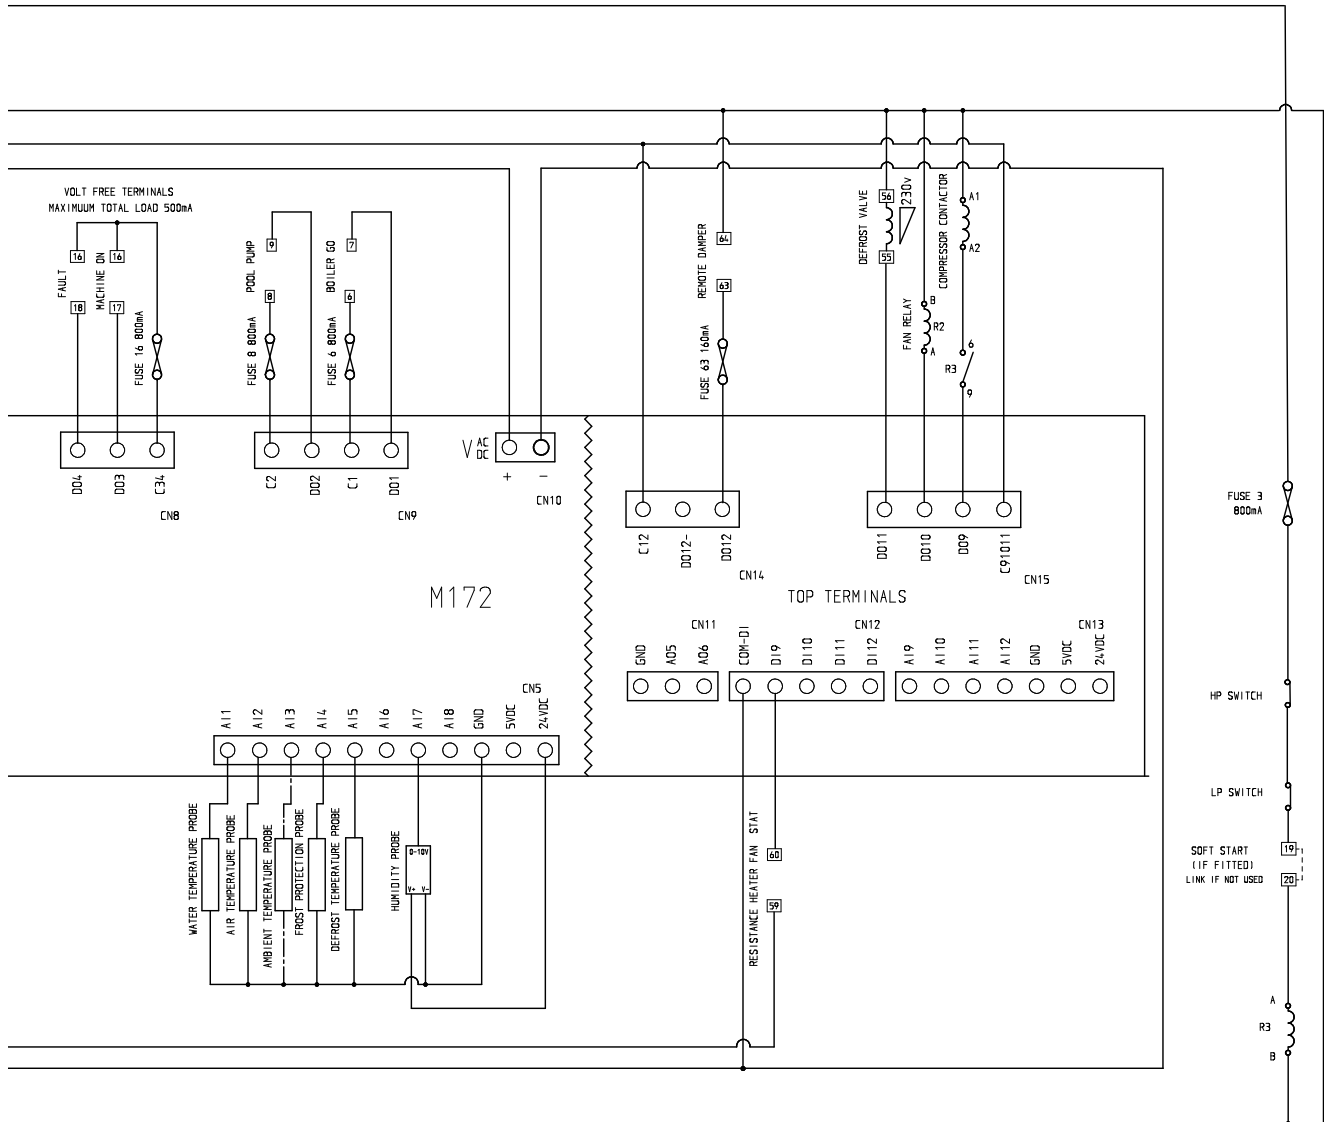 VOLT FREE TERMINALS
MAXIMUUM TOTAL LOAD 500mA
16
16
FAULT
MACHINE ON
18
17
FUSE 16 800mA
9
7
POOL PUMP
BOILER GO
8
6
FUSE 8 800mA
FUSE 6 800mA
64
REMOTE DAMPER
63
FUSE 63 160mA
56
DEFROST VALVE
230v
55
A1
A2
COMPRESSOR CONTACTOR
FAN RELAY
B
R2
A
6
R3
9
DO4
DO3
C34
CN8
C2
DO2
C1
DO1
CN9
V
AC
DC
+
-
CN10
C12
DO12-
DO12
CN14
DO11
DO10
DO9
C91011
CN15
M172
TOP TERMINALS
GND
AO5
AO6
CN11
COM-DI
DI9
DI10
DI11
DI12
CN12
AI9
AI10
AI11
AI12
GND
5VDC
24VDC
CN13
AI1
AI2
AI3
AI4
AI5
AI6
AI7
AI8
GND
5VDC
24VDC
CN5
WATER TEMPERATURE PROBE
AIR TEMPERATURE PROBE
AMBIENT TEMPERATURE PROBE
FROST PROTECTION PROBE
DEFROST TEMPERATURE PROBE
HUMIDITY PROBE
0-10V
V+ V-
RESISTANCE HEATER FAN STAT
60
59
FUSE 3
800mA
HP SWITCH
LP SWITCH
SOFT START
(IF FITTED)
LINK IF NOT USED
19
20
A
R3
B